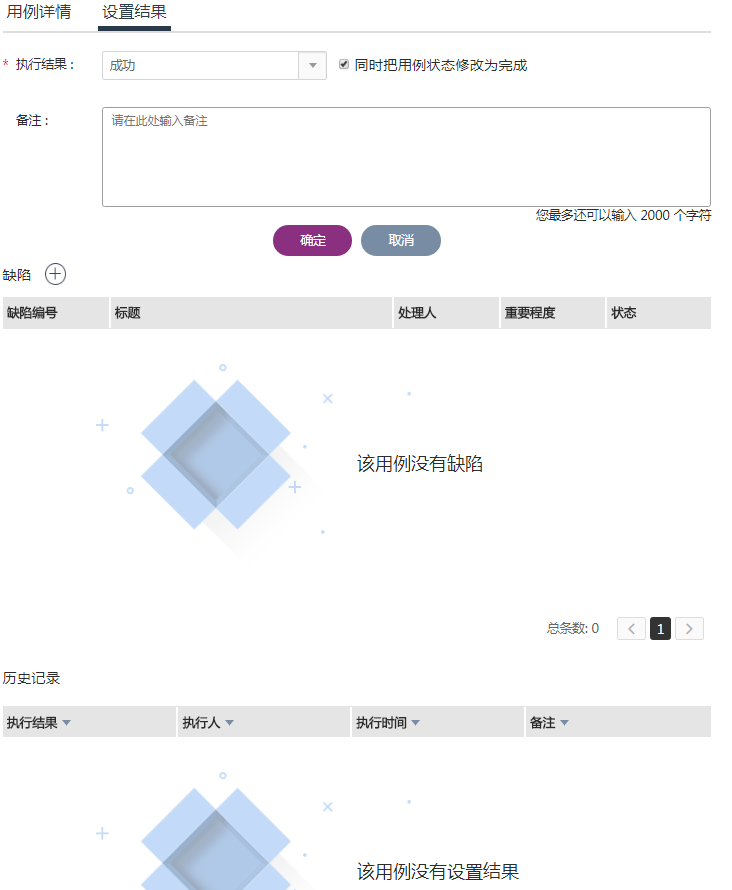 用例详情 设置结果
* 执行结果： 成功 同时把用例状态修改为完成
备注： 请在此处输入备注
您最多还可以输入 2000 个字符
确定 取消
缺陷
缺陷编号 标题 处理人 重要程度 状态
该用例没有缺陷
总条数: 0 1
历史记录
执行结果 执行人 执行时间 备注
该用例没有设置结果